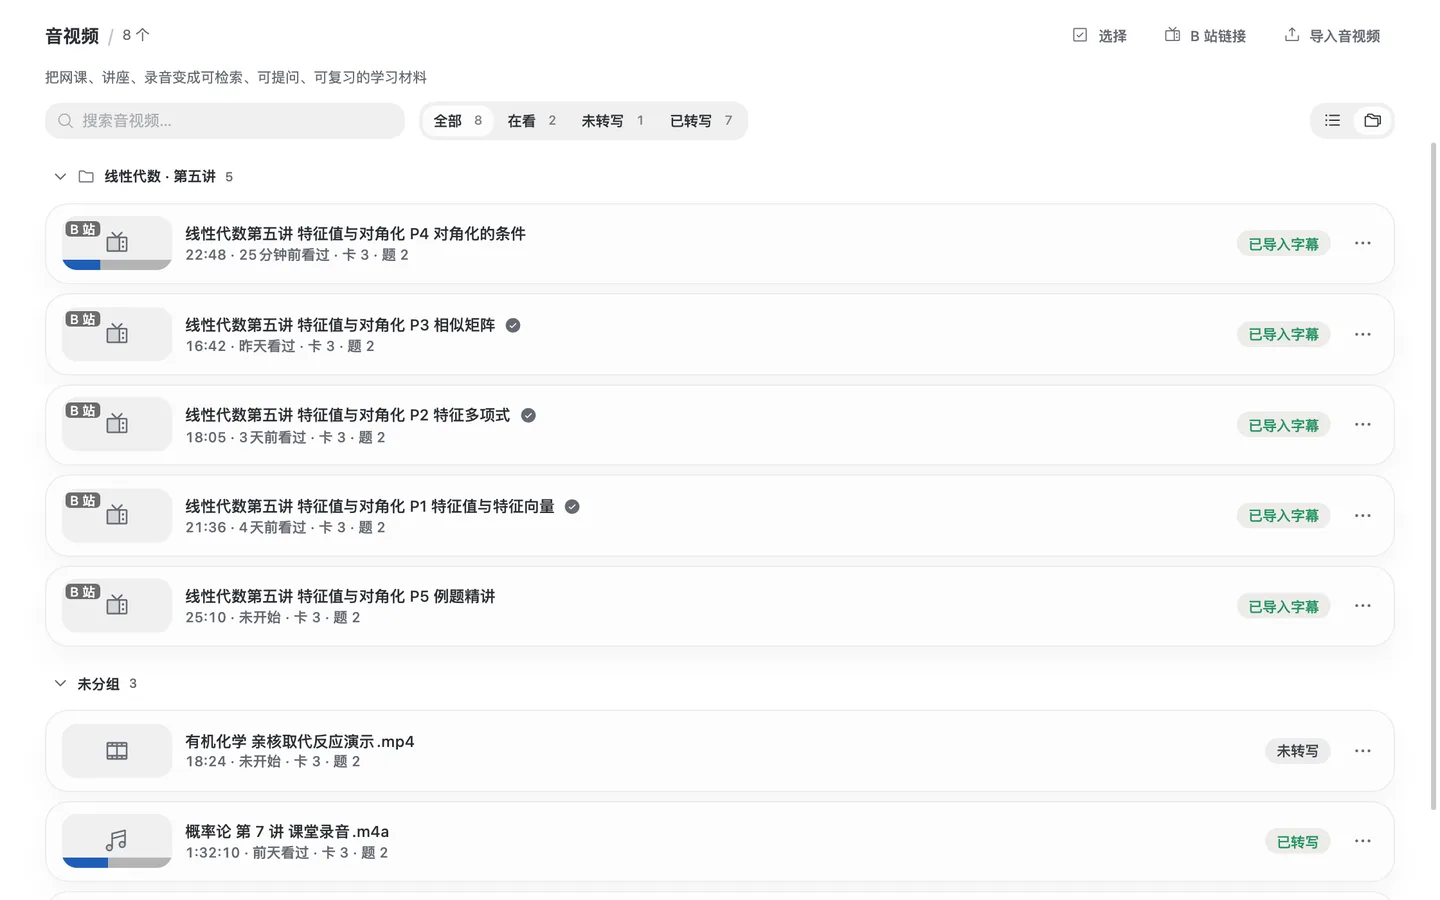 音视频 / 8 个
选择
B 站链接
导入音视频
把网课、讲座、录音变成可检索、可提问、可复习的学习材料
搜索音视频...
全部 8 在看 2 未转写 1 已转写 7
线性代数 · 第五讲 5
B 站
线性代数第五讲 特征值与对角化 P4 对角化的条件
22:48 · 25分钟前看过 · 卡 3 · 题 2
已导入字幕
B 站
线性代数第五讲 特征值与对角化 P3 相似矩阵
16:42 · 昨天看过 · 卡 3 · 题 2
已导入字幕
B 站
线性代数第五讲 特征值与对角化 P2 特征多项式
18:05 · 3天前看过 · 卡 3 · 题 2
已导入字幕
B 站
线性代数第五讲 特征值与对角化 P1 特征值与特征向量
21:36 · 4天前看过 · 卡 3 · 题 2
已导入字幕
B 站
线性代数第五讲 特征值与对角化 P5 例题精讲
25:10 · 未开始 · 卡 3 · 题 2
已导入字幕
未分组 3
有机化学 亲核取代反应演示.mp4
18:24 · 未开始 · 卡 3 · 题 2
未转写
概率论 第 7 讲 课堂录音.m4a
1:32:10 · 前天看过 · 卡 3 · 题 2
已转写